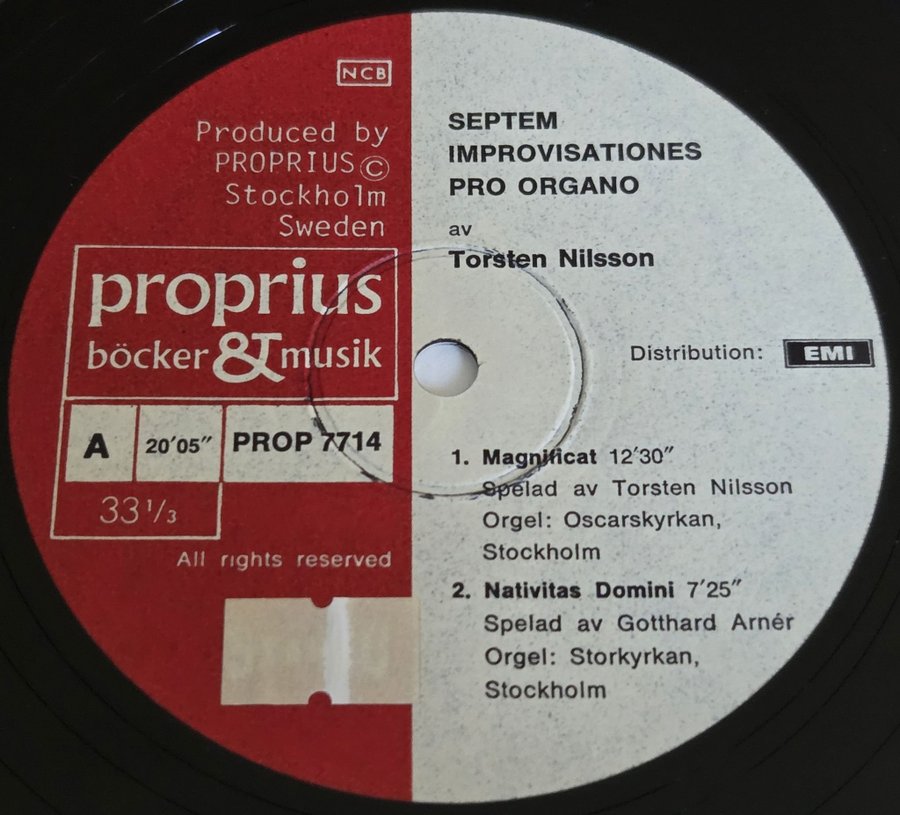 NCB
Produced by
PROPRIUS©
Stockholm
Sweden
proprius
böcker & musik
A 20′05″ PROP 7714
33 1/3
All rights reserved
SEPTEM
IMPROVISATIONES
PRO ORGANO
av
Torsten Nilsson
Distribution: EMI
1. Magnificat 12′30″
Spelad av Torsten Nilsson
Orgel: Oscarskyrkan,
Stockholm
2. Nativitas Domini 7′25″
Spelad av Gotthard Arnér
Orgel: Storkyrkan,
Stockholm